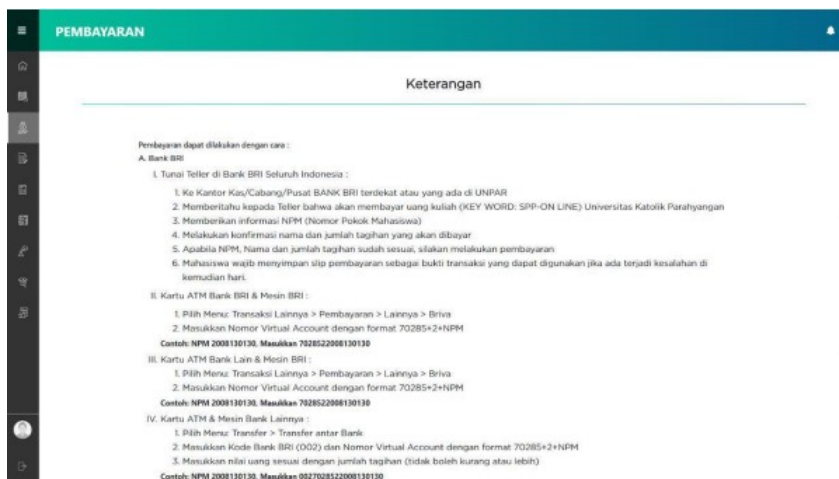 PEMBAYARAN
Keterangan
Pembayaran dapat dilakukan dengan cara :
A. Bank BRI
I. Tunai Teller di Bank BRI Seluruh Indonesia :
1. Ke Kantor Kas/Cabang/Pusat BANK BRI terdekat atau yang ada di UNPAR
2. Memberitahu kepada Teller bahwa akan membayar uang kuliah (KEY WORD: SPP-ON LINE) Universitas Katolik Parahyangan
3. Memberikan informasi NPM (Nomor Pokok Mahasiswa)
4. Melakukan konfirmasi nama dan jumlah tagihan yang akan dibayar
5. Apabila NPM, Nama dan jumlah tagihan sudah sesuai, silakan melakukan pembayaran
6. Mahasiswa wajib menyimpan slip pembayaran sebagai bukti transaksi yang dapat digunakan jika ada terjadi kesalahan di
kemudian hari.
II. Kartu ATM Bank BRI & Mesin BRI :
1. Pilih Menu: Transaksi Lainnya > Pembayaran > Lainnya > Briva
2. Masukkan Nomor Virtual Account dengan format 70285+2+NPM
Contoh: NPM 2008130130, Masukkan 7028522008130130
III. Kartu ATM Bank Lain & Mesin BRI :
1. Pilih Menu: Transaksi Lainnya > Pembayaran > Lainnya > Briva
2. Masukkan Nomor Virtual Account dengan format 70285+2+NPM
Contoh: NPM 2008130130, Masukkan 7028522008130130
IV. Kartu ATM & Mesin Bank Lainnya :
1. Pilih Menu: Transfer > Transfer antar Bank
2. Masukkan Kode Bank BRI (002) dan Nomor Virtual Account dengan format 70285+2+NPM
3. Masukkan nilai uang sesuai dengan jumlah tagihan (tidak boleh kurang atau lebih)
Contoh: NPM 2008130130, Masukkan 0027028522008130130